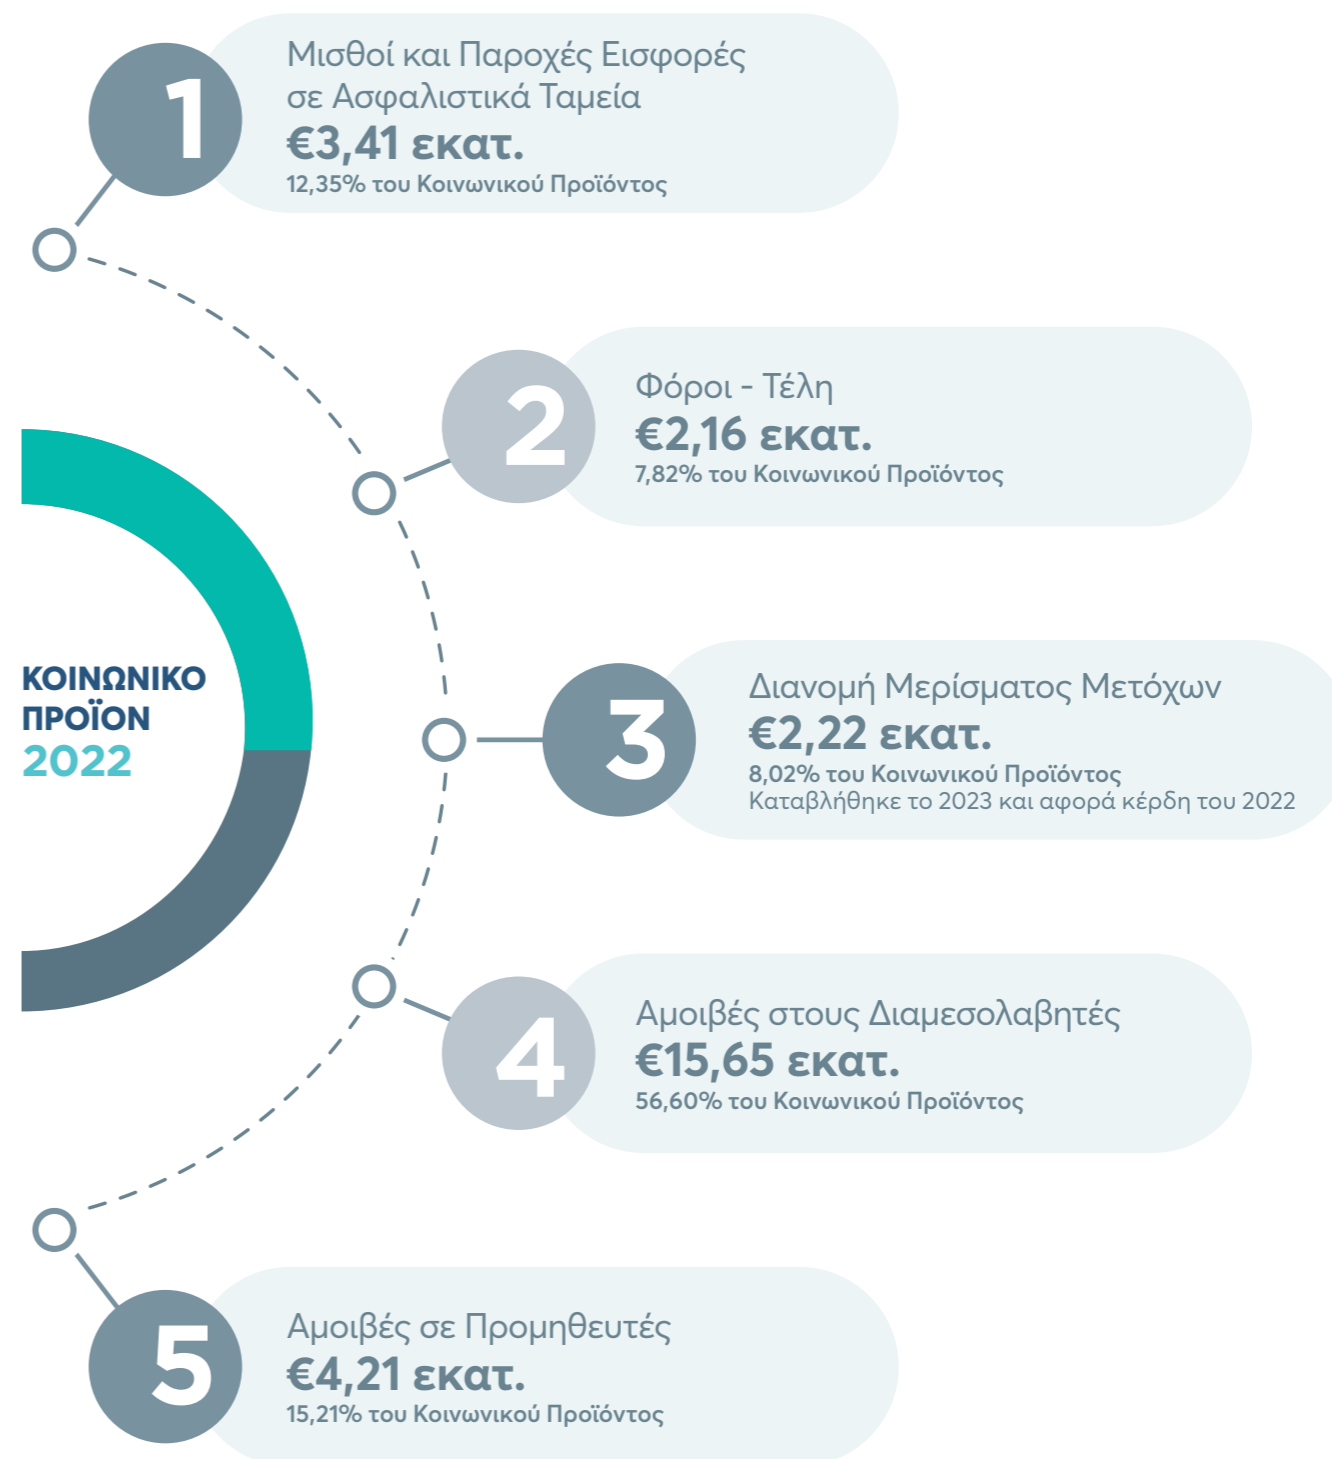 1
Μισθοί και Παροχές Εισφορές
σε Ασφαλιστικά Ταμεία
€3,41 εκατ.
12,35% του Κοινωνικού Προϊόντος
2
Φόροι - Τέλη
€2,16 εκατ.
7,82% του Κοινωνικού Προϊόντος
ΚΟΙΝΩΝΙΚΟ
ΠΡΟΪΟΝ
2022
3
Διανομή Μερίσματος Μετόχων
€2,22 εκατ.
8,02% του Κοινωνικού Προϊόντος
Καταβλήθηκε το 2023 και αφορά κέρδη του 2022
4
Αμοιβές στους Διαμεσολαβητές
€15,65 εκατ.
56,60% του Κοινωνικού Προϊόντος
5
Αμοιβές σε Προμηθευτές
€4,21 εκατ.
15,21% του Κοινωνικού Προϊόντος